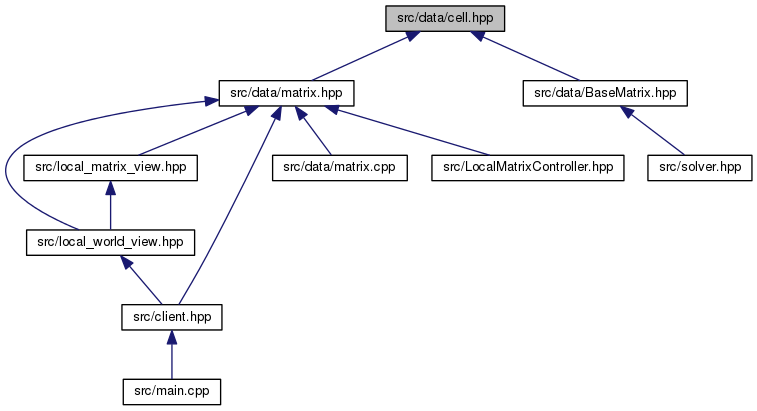 src/data/cell.hpp
src/data/matrix.hpp
src/data/BaseMatrix.hpp
src/local_matrix_view.hpp
src/data/matrix.cpp
src/LocalMatrixController.hpp
src/solver.hpp
src/local_world_view.hpp
src/client.hpp
src/main.cpp